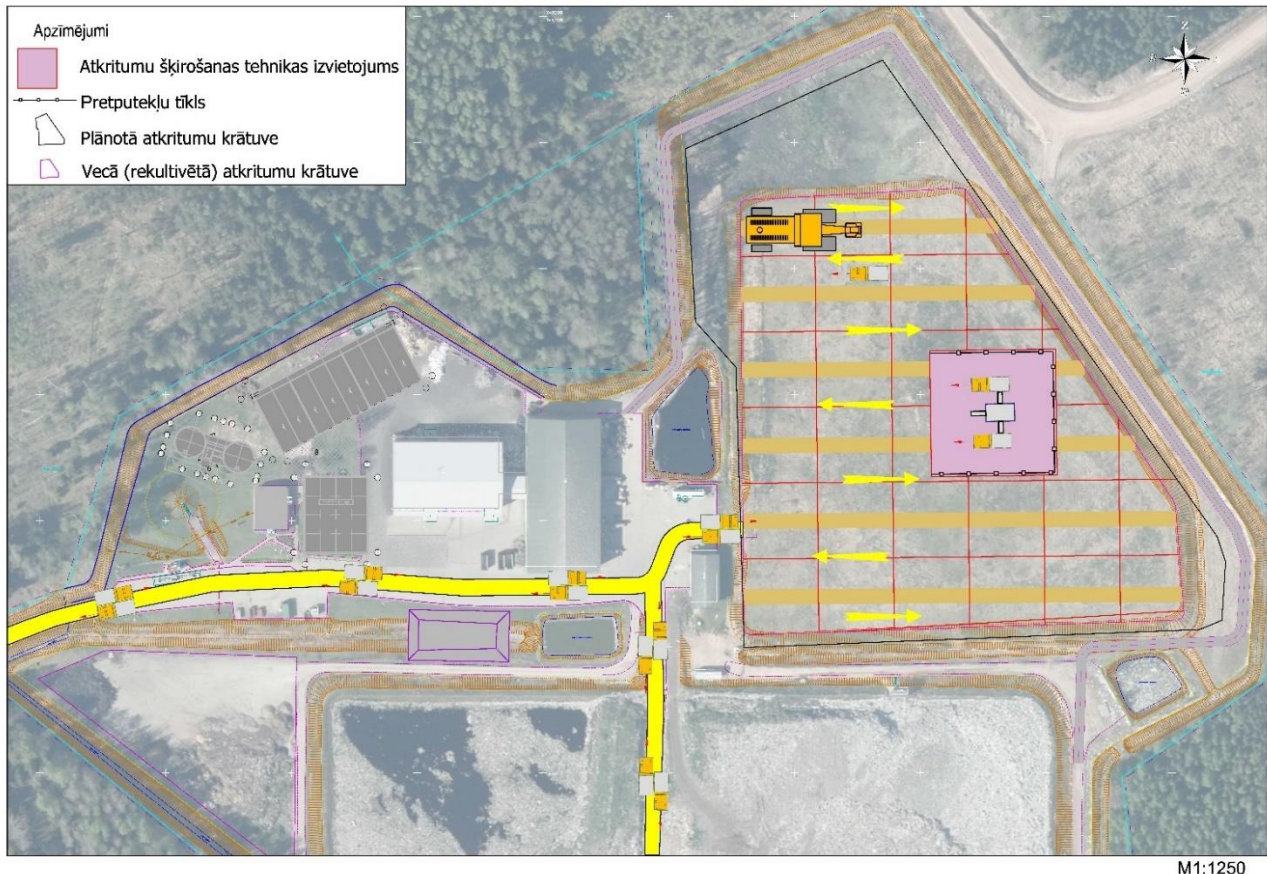 Apzīmējumi
Atkritumu šķirošanas tehnikas izvietojums
Pretputekļu tīkls
Plānotā atkritumu krātuve
Vecā (rekultivētā) atkritumu krātuve
M1:1250